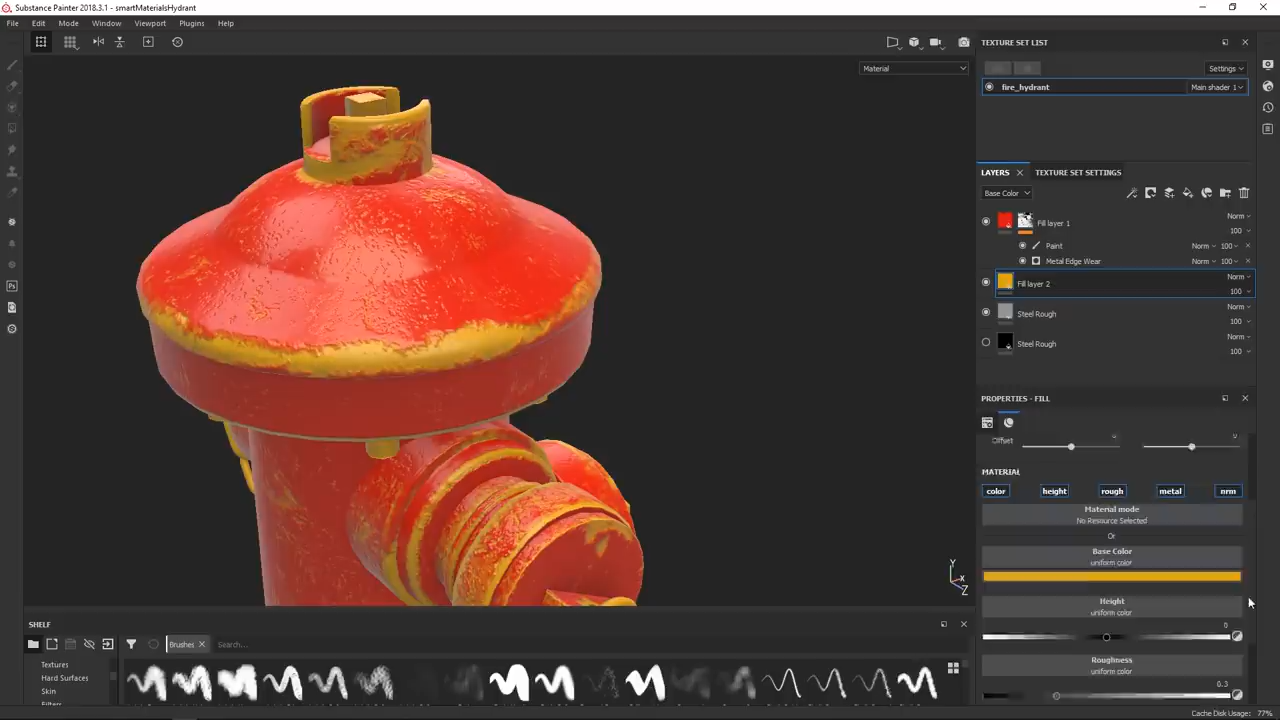 Substance Painter 2018.3.1 - smartMaterialsHydrant
File Edit Mode Window Viewport Plugins Help
Material
TEXTURE SET LIST
Settings
fire_hydrant Main shader 1
LAYERS TEXTURE SET SETTINGS
Base Color
Fill layer 1 Norm
100
Paint Norm 100
Metal Edge Wear Norm 100
Fill layer 2 Norm
100
Steel Rough Norm
100
Steel Rough Norm
100
PROPERTIES - FILL
Offset 0 0
MATERIAL
color height rough metal nrm
Material mode
No Resource Selected
Or
Base Color
uniform color
Height
uniform color
0
Roughness
uniform color
0.3
Y
X
Z
SHELF
Brushes Search...
Textures
Hard Surfaces
Skin
Filters
Ps
Cache Disk Usage: 77%